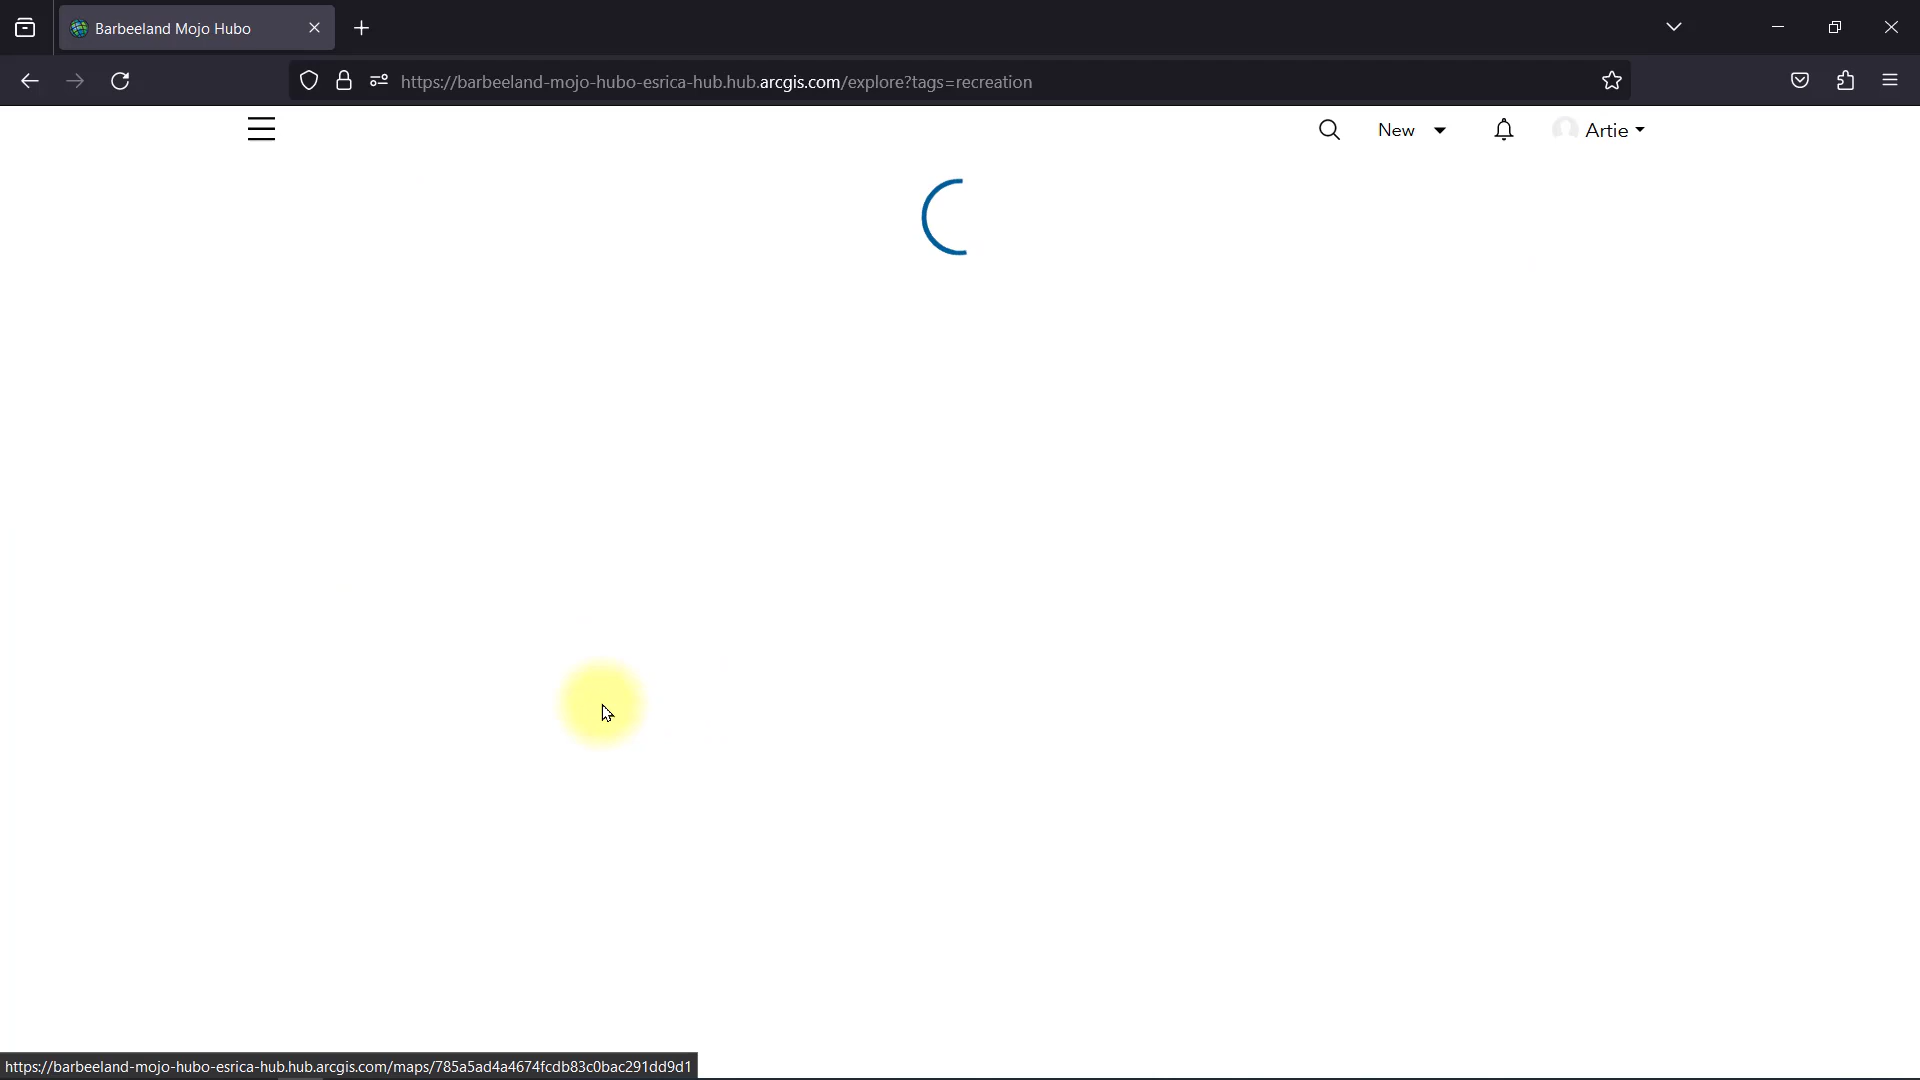 Barbeeland Mojo Hubo
https://barbeeland-mojo-hubo-esrica-hub.hub.arcgis.com/explore?tags=recreation
New
Artie
https://barbeeland-mojo-hubo-esrica-hub.hub.arcgis.com/maps/785a5ad4a4674fcdb83c0bac291dd9d1